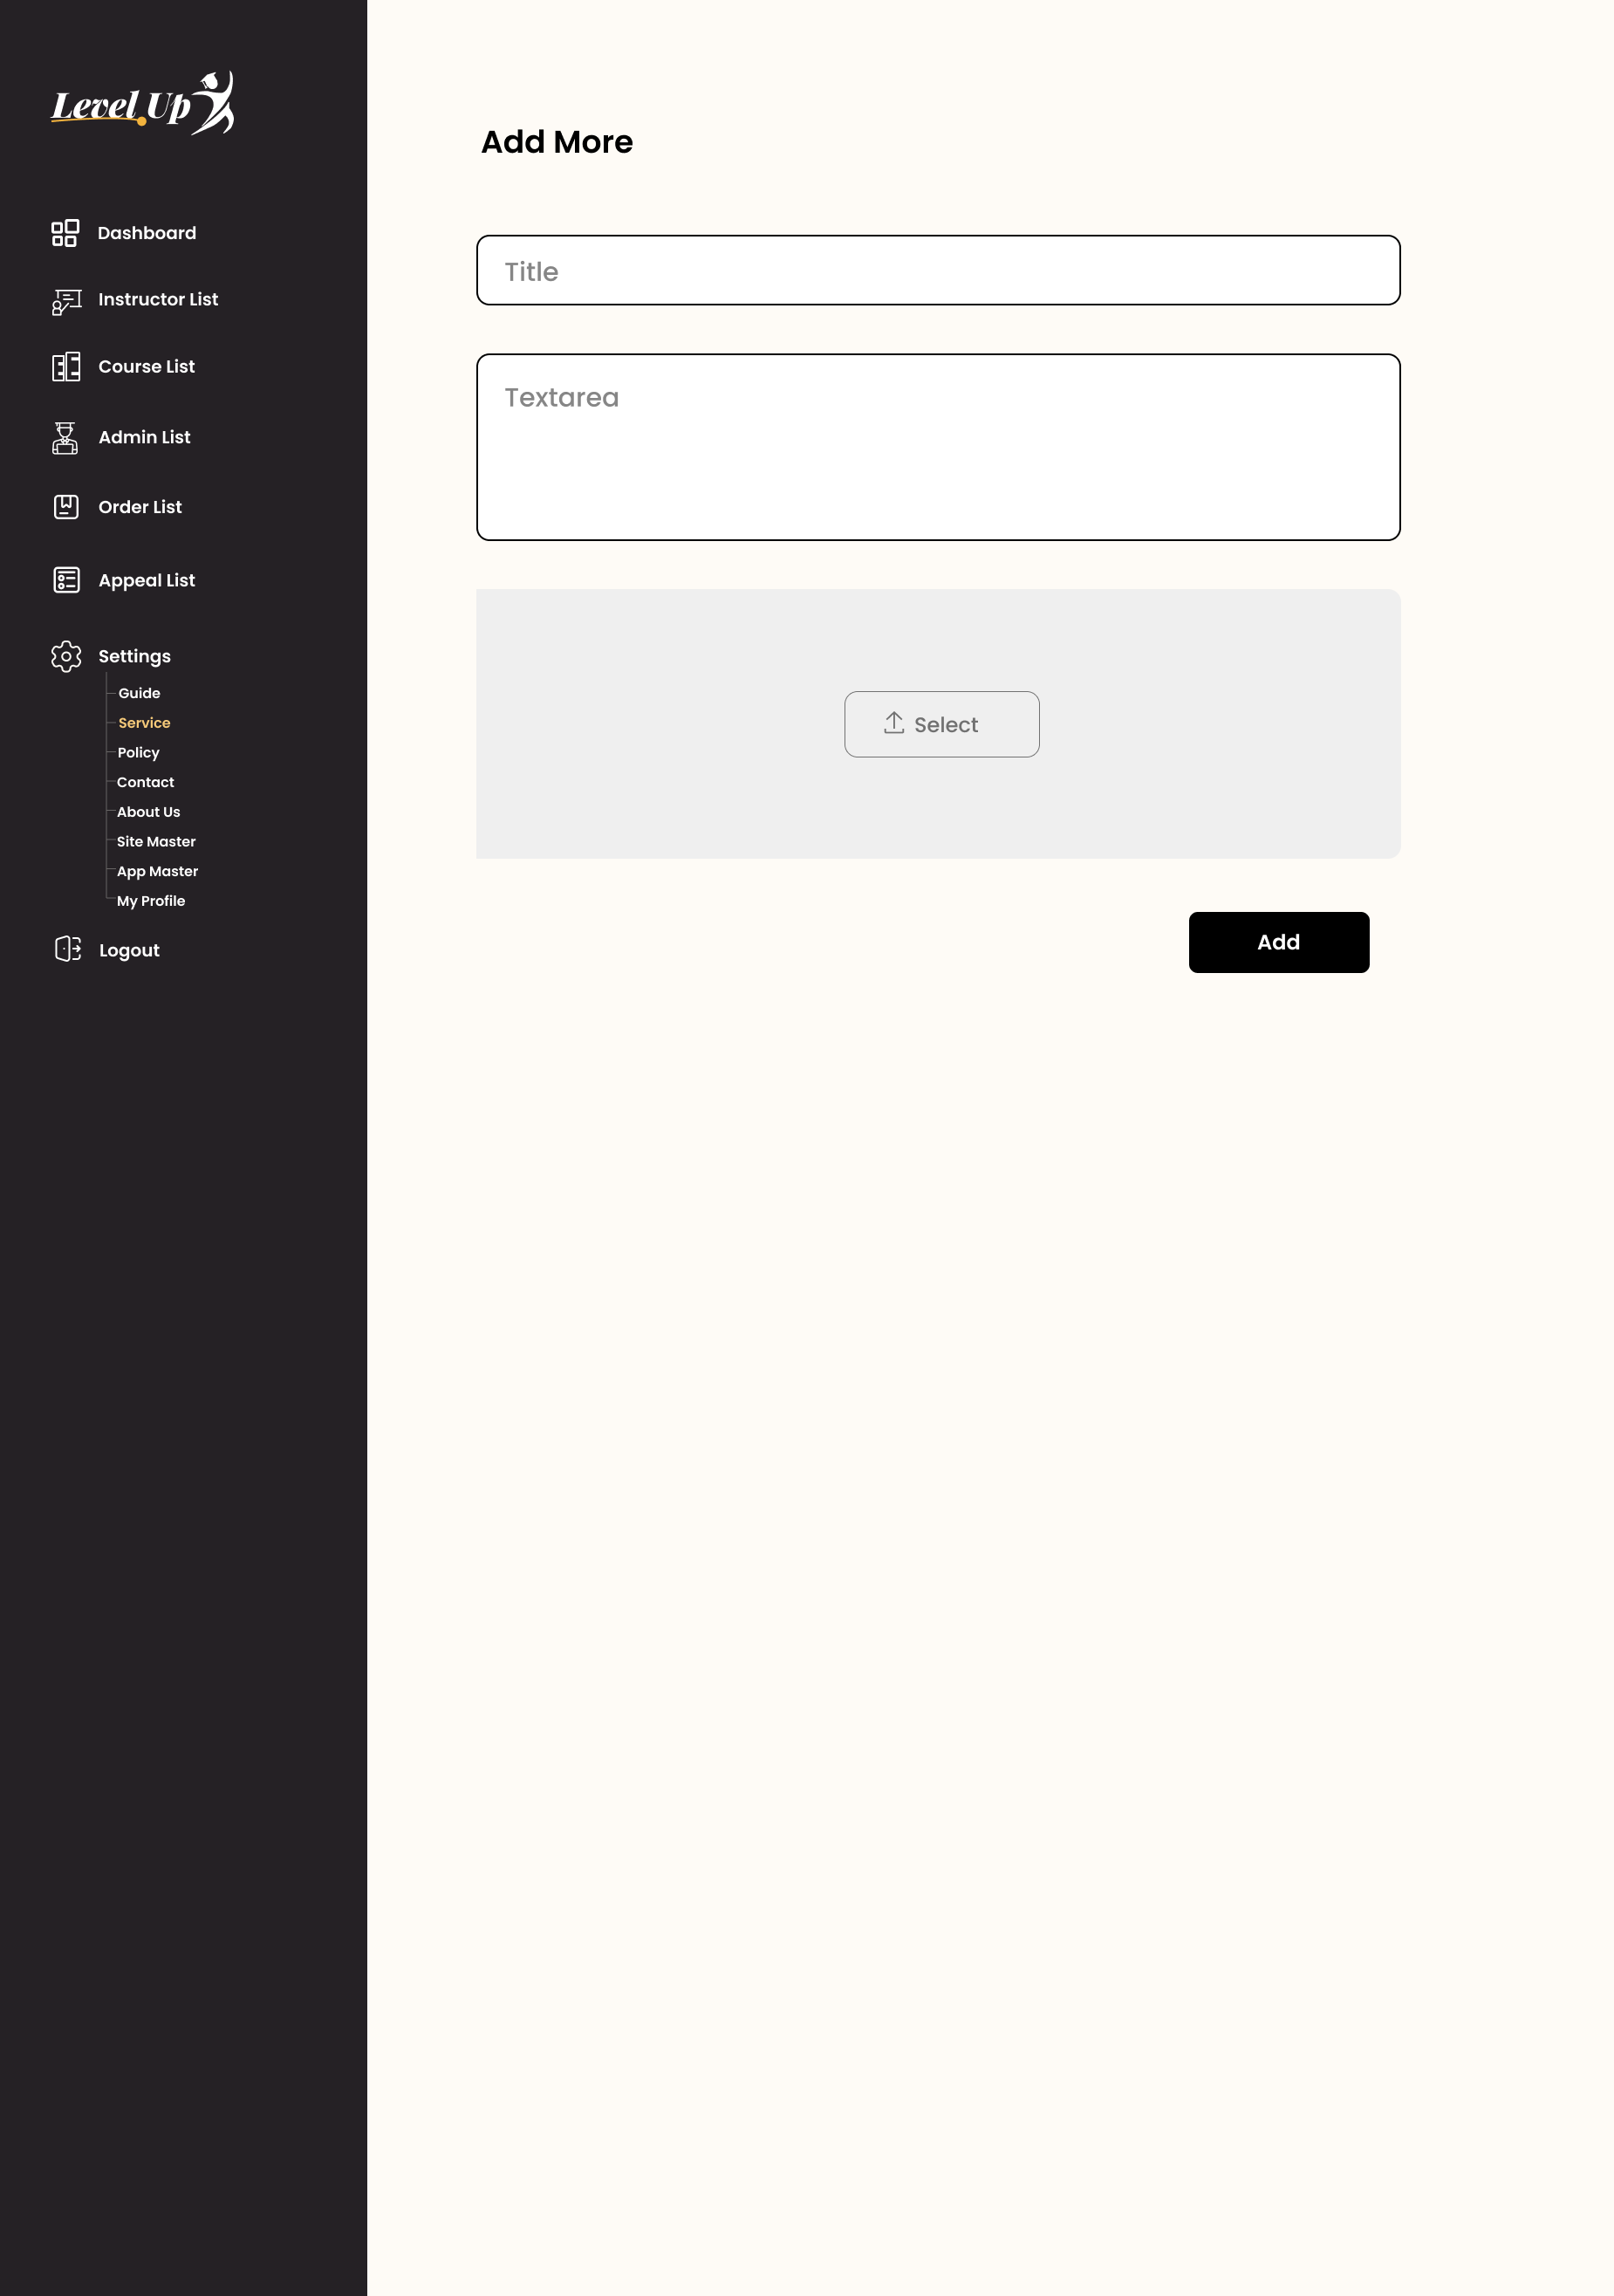 Level Up
Dashboard
Instructor List
Course List
Admin List
Order List
Appeal List
Settings
Guide
Service
Policy
Contact
About Us
Site Master
App Master
My Profile
Logout
Add More
Title
Textarea
Select
Add